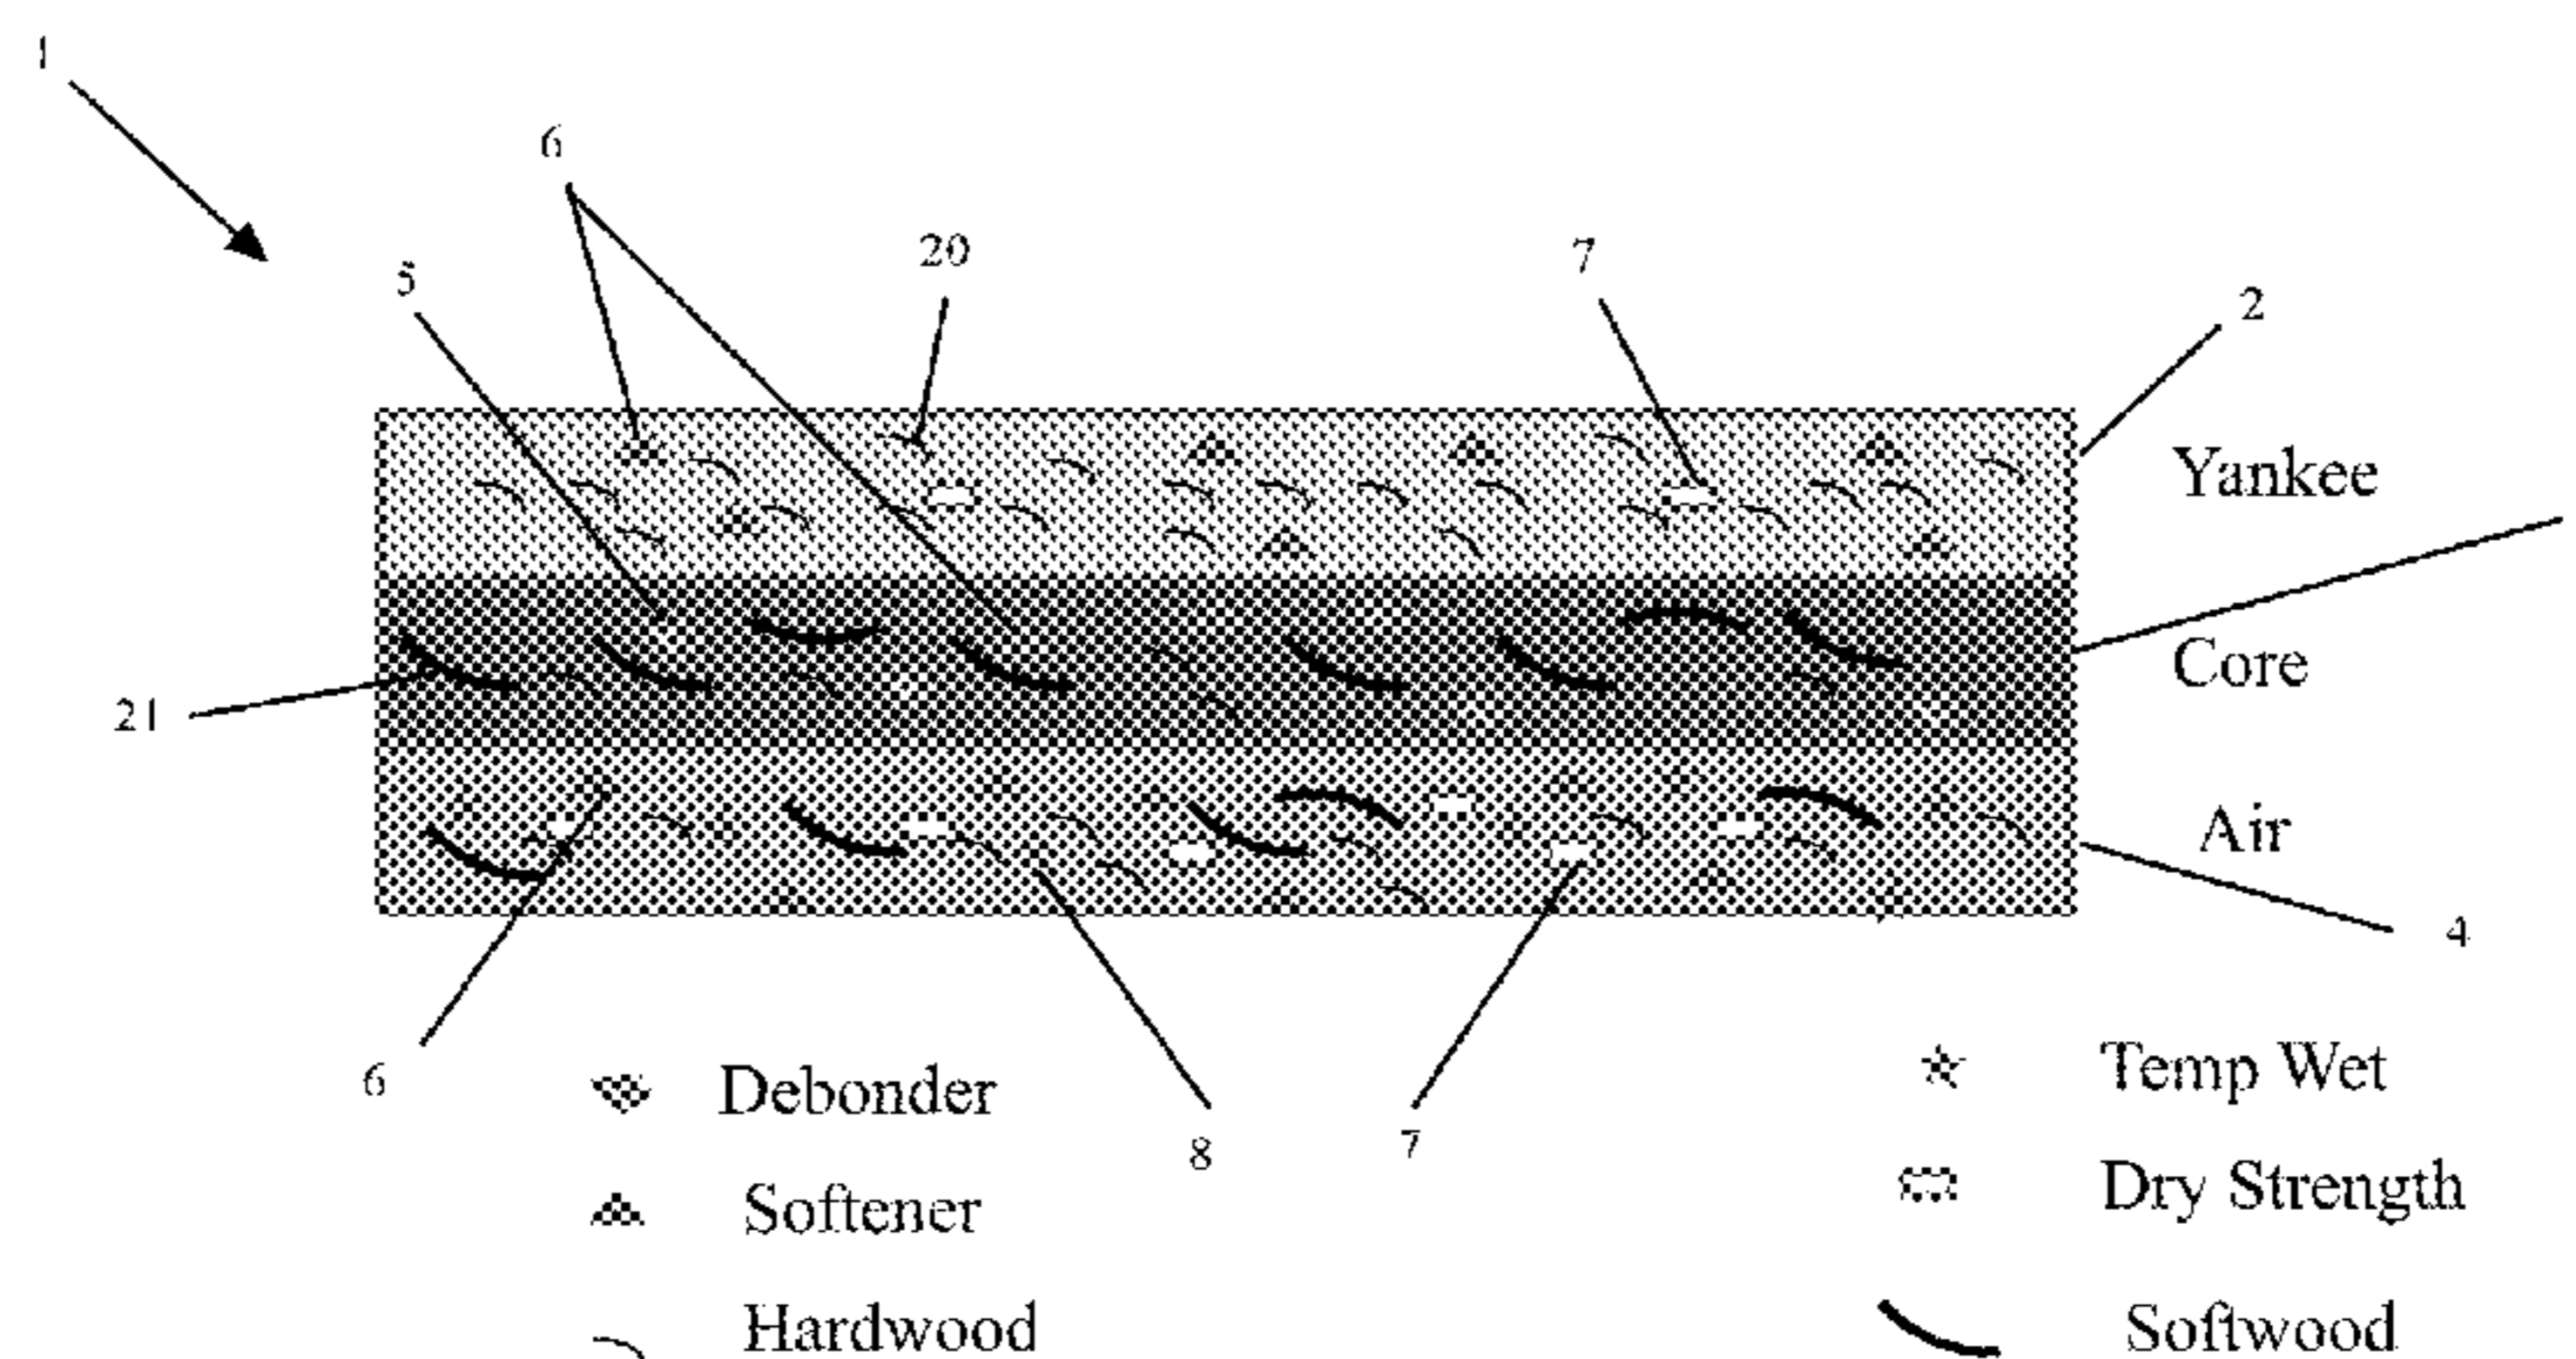 1
6
20
7
5
2
Yankee
Core
21
Air
4
6
8
7
Debonder
Temp Wet
Softener
Dry Strength
Hardwood
Softwood